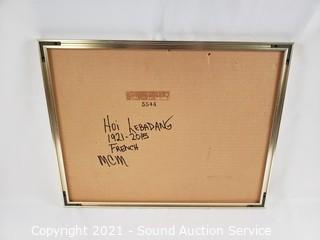 5544
Hoi Lebadang
1921-2015
French
MCM
Copyright 2021 - Sound Auction Service